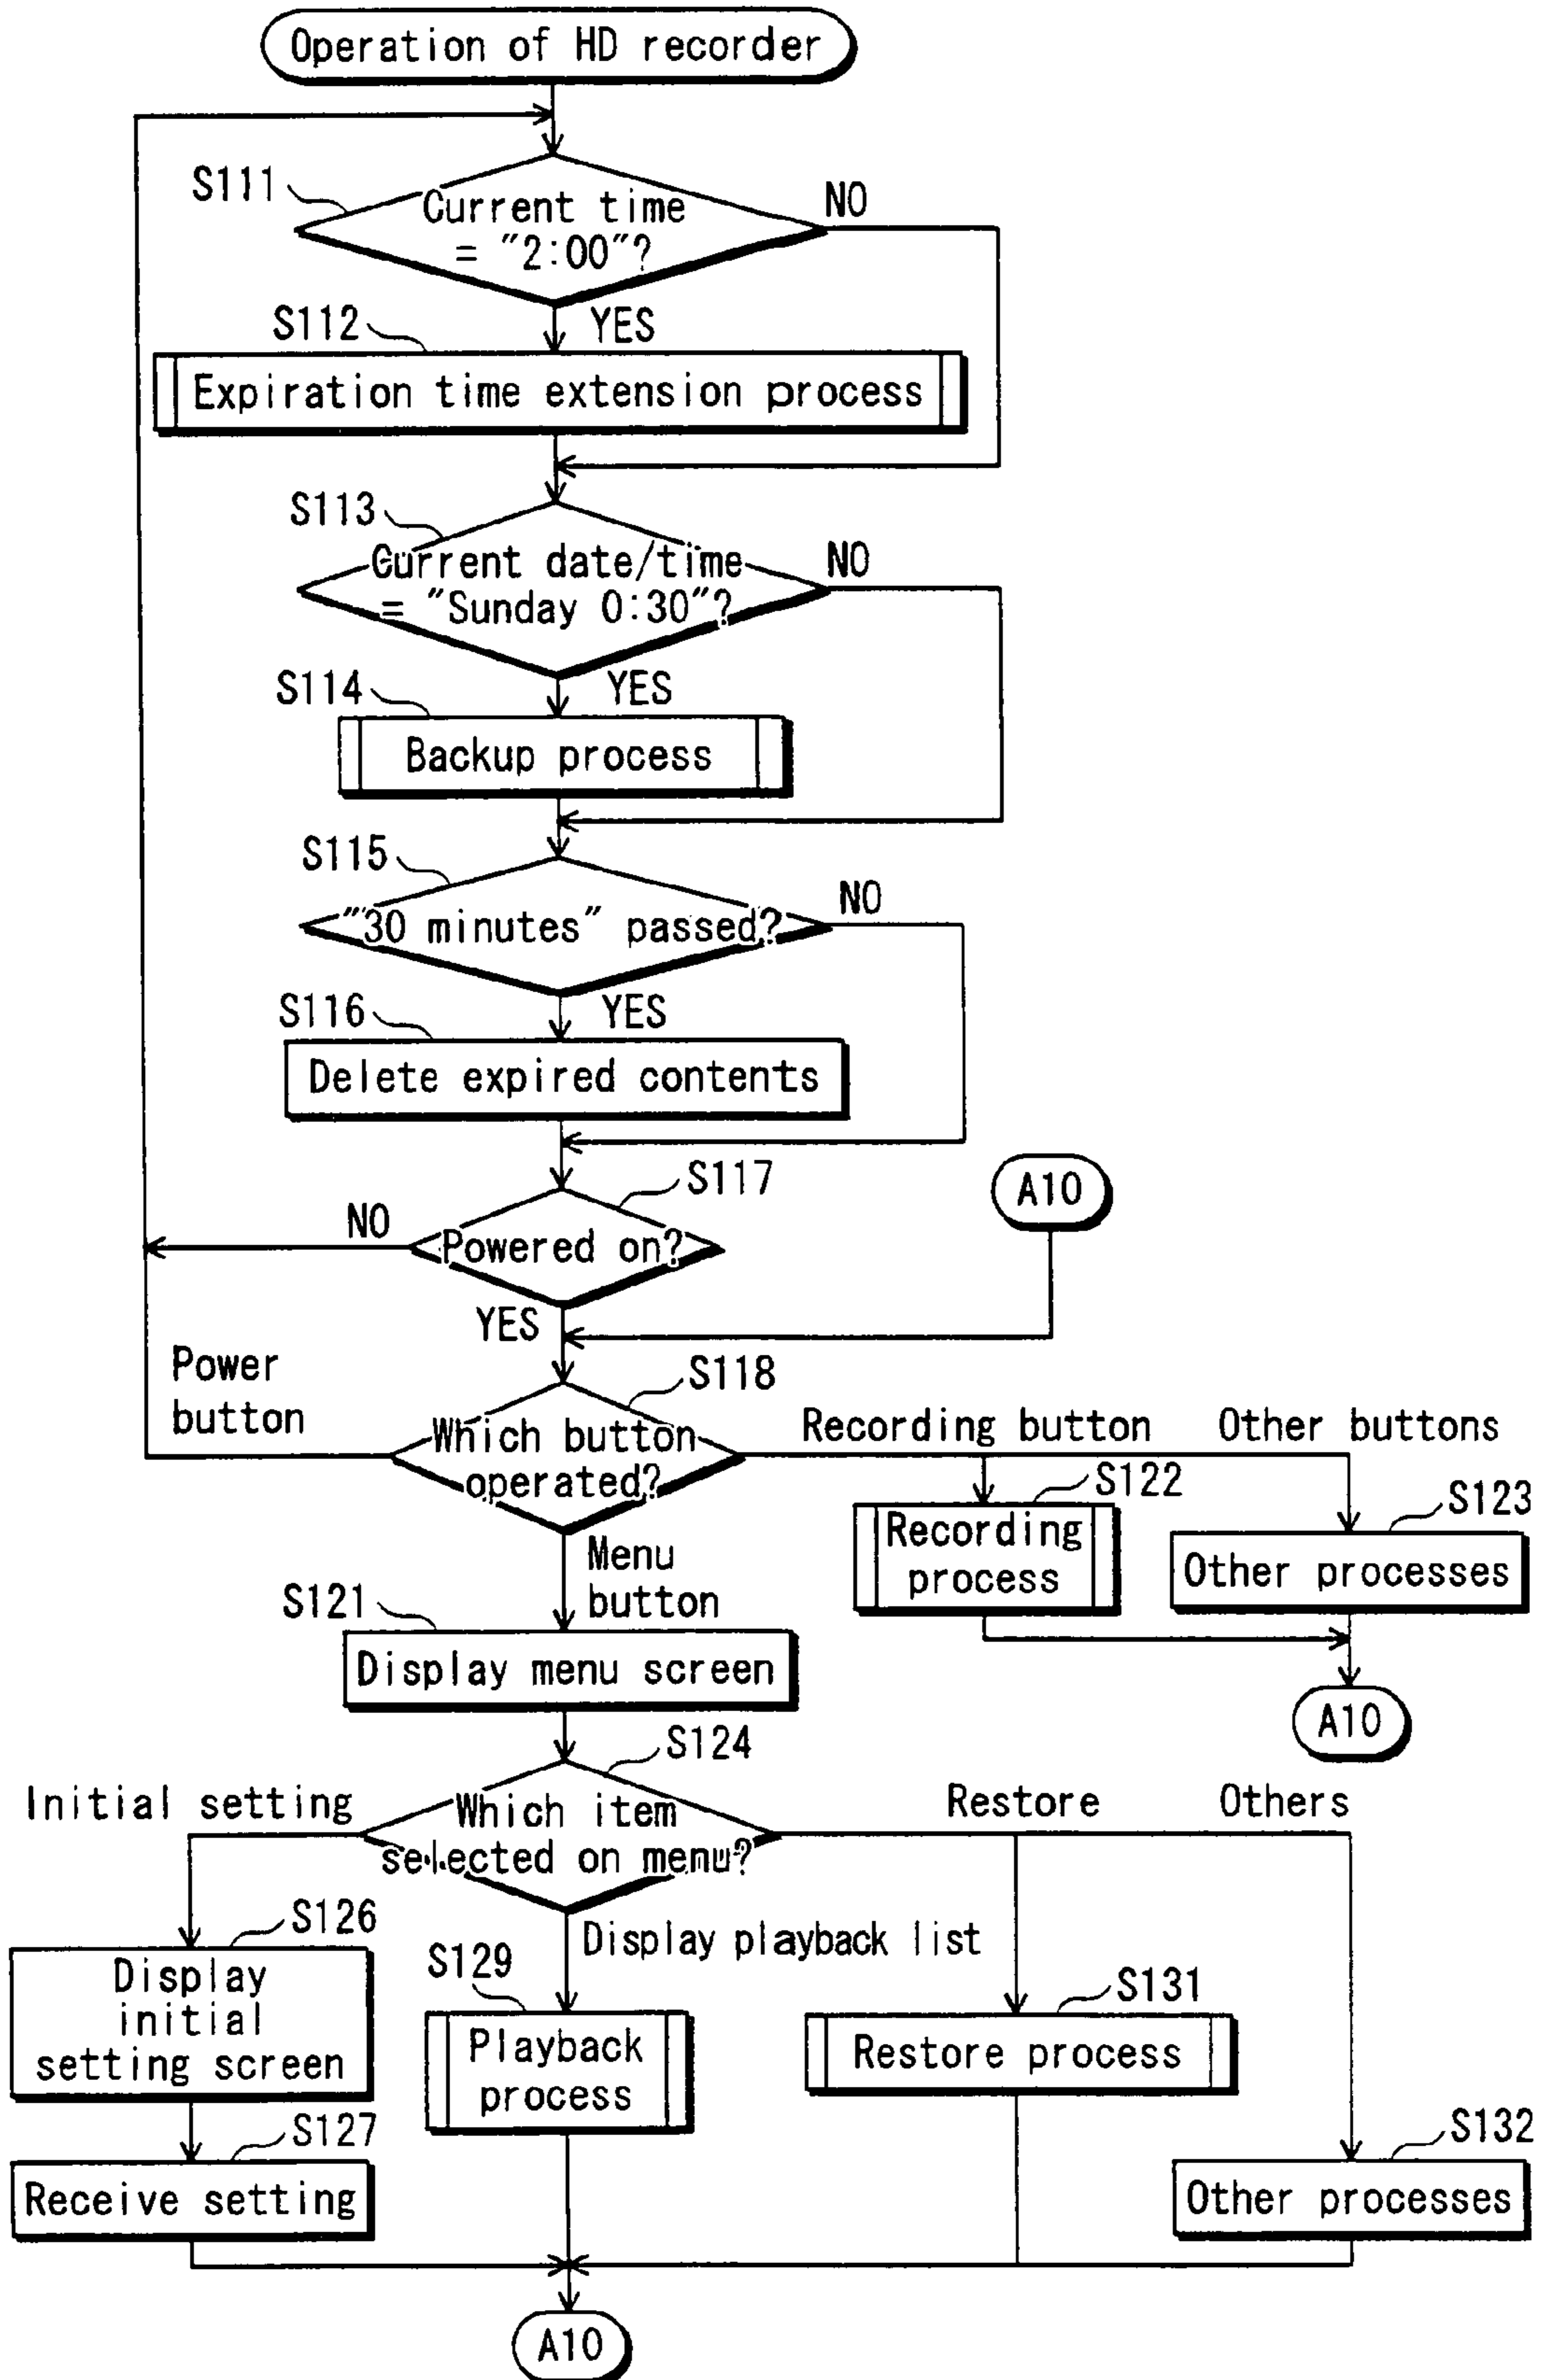 Operation of HD recorder
S111
Current time
= "2:00"?
NO
YES
S112
Expiration time extension process
S113
Current date/time
= "Sunday 0:30"?
NO
YES
S114
Backup process
S115
"30 minutes" passed?
NO
YES
S116
Delete expired contents
S117
A10
NO
Powered on?
YES
Power
button
S118
Which button
operated?
Recording button
Other buttons
S122
Recording
process
S123
Other processes
A10
Menu
button
S121
Display menu screen
S124
Which item
selected on menu?
Initial setting
Restore
Others
S126
Display
initial
setting screen
Display playback list
S129
Playback
process
S131
Restore process
S127
Receive setting
S132
Other processes
A10